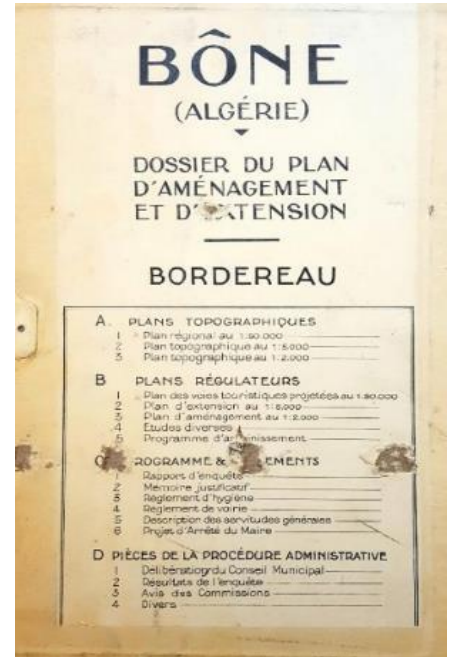 BÔNE
(ALGÉRIE)
DOSSIER DU PLAN
D'AMÉNAGEMENT
ET D'EXTENSION
BORDEREAU
A. PLANS TOPOGRAPHIQUES
1 Plan régional au 1:50.000
2 Plan topographique au 1:5.000
3 Plan topographique au 1:2.000
B PLANS RÉGULATEURS
1 Plan des voies touristiques projetées au 1:50.000
2 Plan d'extension au 1:5.000
3 Plan d'aménagement au 1:2.000
4 Études diverses
5 Programme
&
1 Rapport d'enquête
2 Mémoire justificatif
3 Règlement d'hygiène
4 Règlement de voirie
5 Description des servitudes générales
6 Projet d'Arrêté du Maire
D PIÈCES DE LA PROCÉDURE ADMINISTRATIVE
1 Délibération du Conseil Municipal
2 Résultats de l'enquête
3 Avis des Commissions
4 Divers